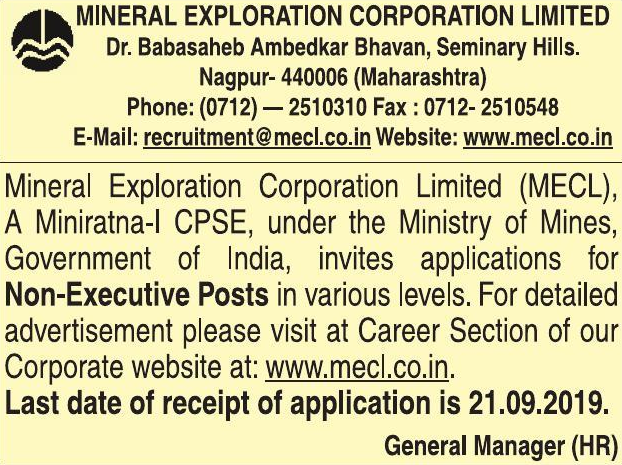 MINERAL EXPLORATION CORPORATION LIMITED
Dr. Babasaheb Ambedkar Bhavan, Seminary Hills.
Nagpur- 440006 (Maharashtra)
Phone: (0712) — 2510310 Fax : 0712- 2510548
E-Mail: recruitment@mecl.co.in Website: www.mecl.co.in
Mineral Exploration Corporation Limited (MECL),
A Miniratna-I CPSE, under the Ministry of Mines,
Government of India, invites applications for
Non-Executive Posts in various levels. For detailed
advertisement please visit at Career Section of our
Corporate website at: www.mecl.co.in.
Last date of receipt of application is 21.09.2019.
General Manager (HR)